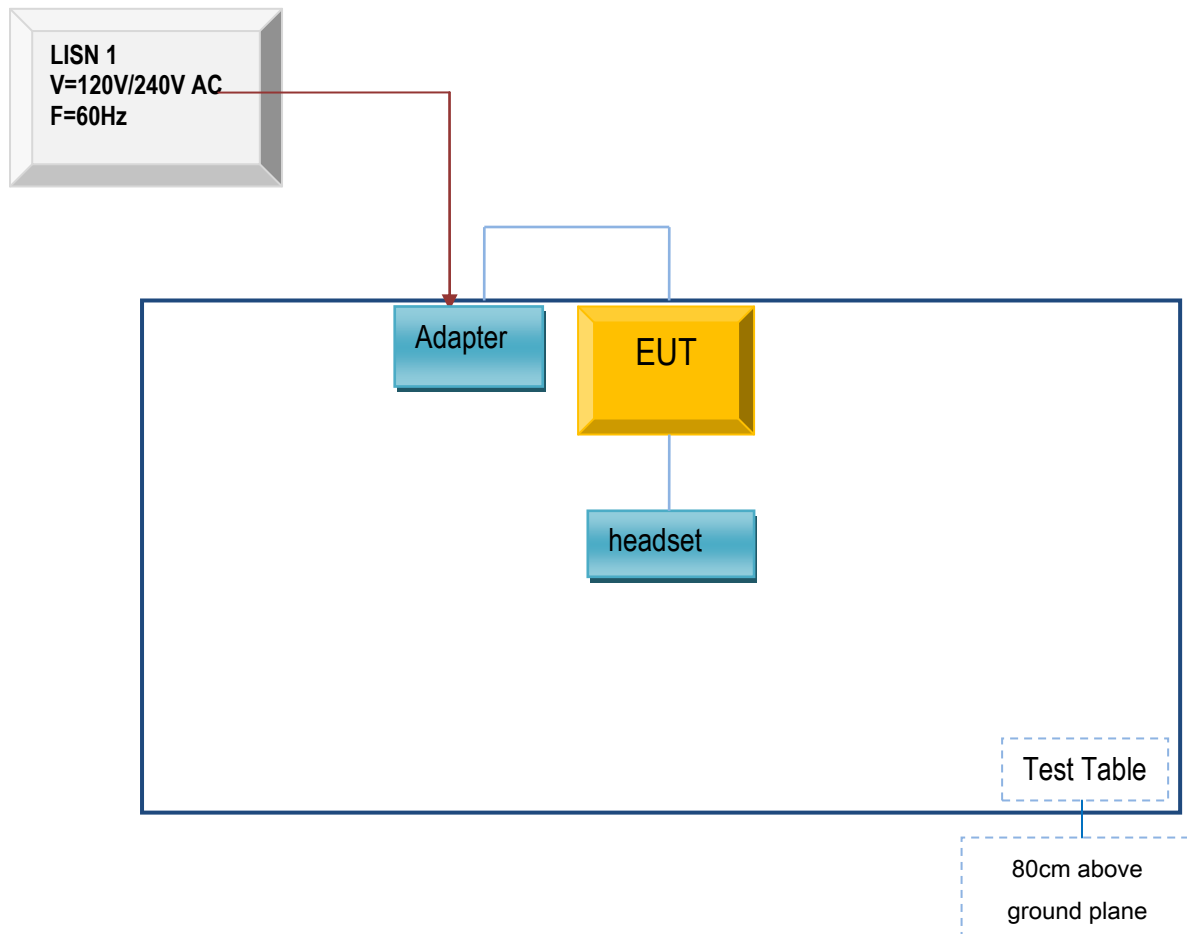 LISN 1
V=120V/240V AC
F=60Hz
Adapter
EUT
headset
Test Table
80cm above
ground plane